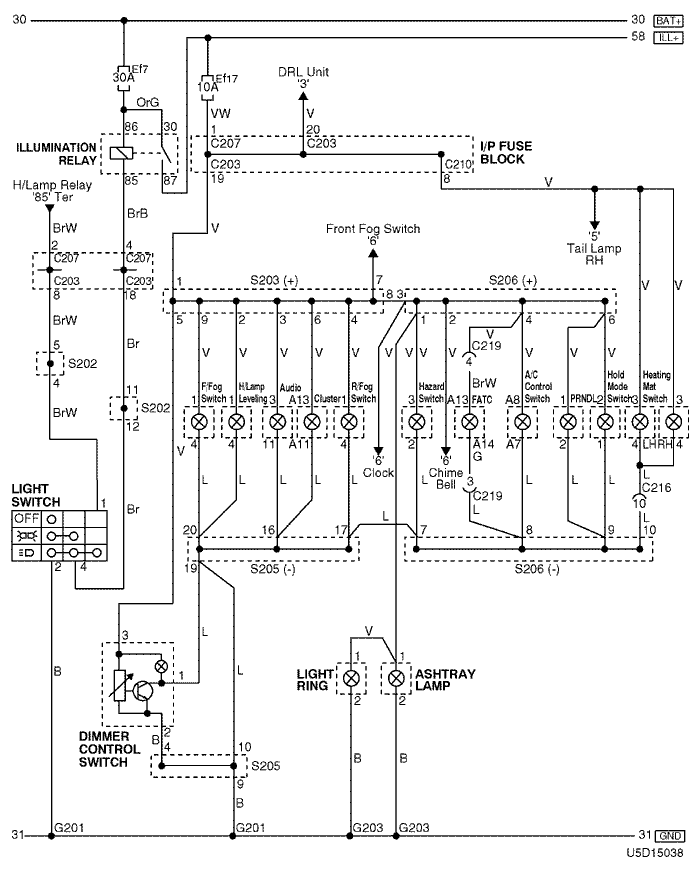 30
30 BAT+
58 ILL+
Ef7
30A
Ef17
10A
DRL Unit
'3'
OrG
VW
V
86
30
1
20
C207
C203
I/P FUSE
BLOCK
ILLUMINATION
RELAY
C203
C210
85
87
19
8
H/Lamp Relay
'85' Ter
V
BrW
BrB
V
Front Fog Switch
'6'
'5'
Tail Lamp
RH
2
4
C207
C207
C203
C203
8
18
1
S203 (+)
7
8
3
S206 (+)
V
V
5
9
2
3
6
4
1
2
4
6
BrW
Br
V
C219
4
5
S202
4
V
V
V
V
V
V
V
V
V
V
BrW
F/Fog
Switch
H/Lamp
Leveling
Audio
Cluster
R/Fog
Switch
Hazard
Switch
FATC
A/C
Control
Switch
PRNDL
Hold
Mode
Switch
Heating
Mat
Switch
11
S202
12
BrW
1
1
3
A13
1
3
A13
A8
1
2
3
3
4
4
11
A11
4
4
A14
A7
2
1
4
4
LH
RH
V
G
'6'
Clock
'6'
Chime
Bell
L
L
L
L
L
L
3
C219
L
L
L
L
C216
10
L
LIGHT
SWITCH
1
OFF
2
4
Br
20
16
17
L
7
8
9
10
19
S205 (-)
S206 (-)
3
L
L
V
1
LIGHT
RING
1
1
ASHTRAY
LAMP
2
2
B
2
DIMMER
CONTROL
SWITCH
B
4
10
S205
9
B
B
B
31
G201
G201
G203
G203
31 GND
U5D15038